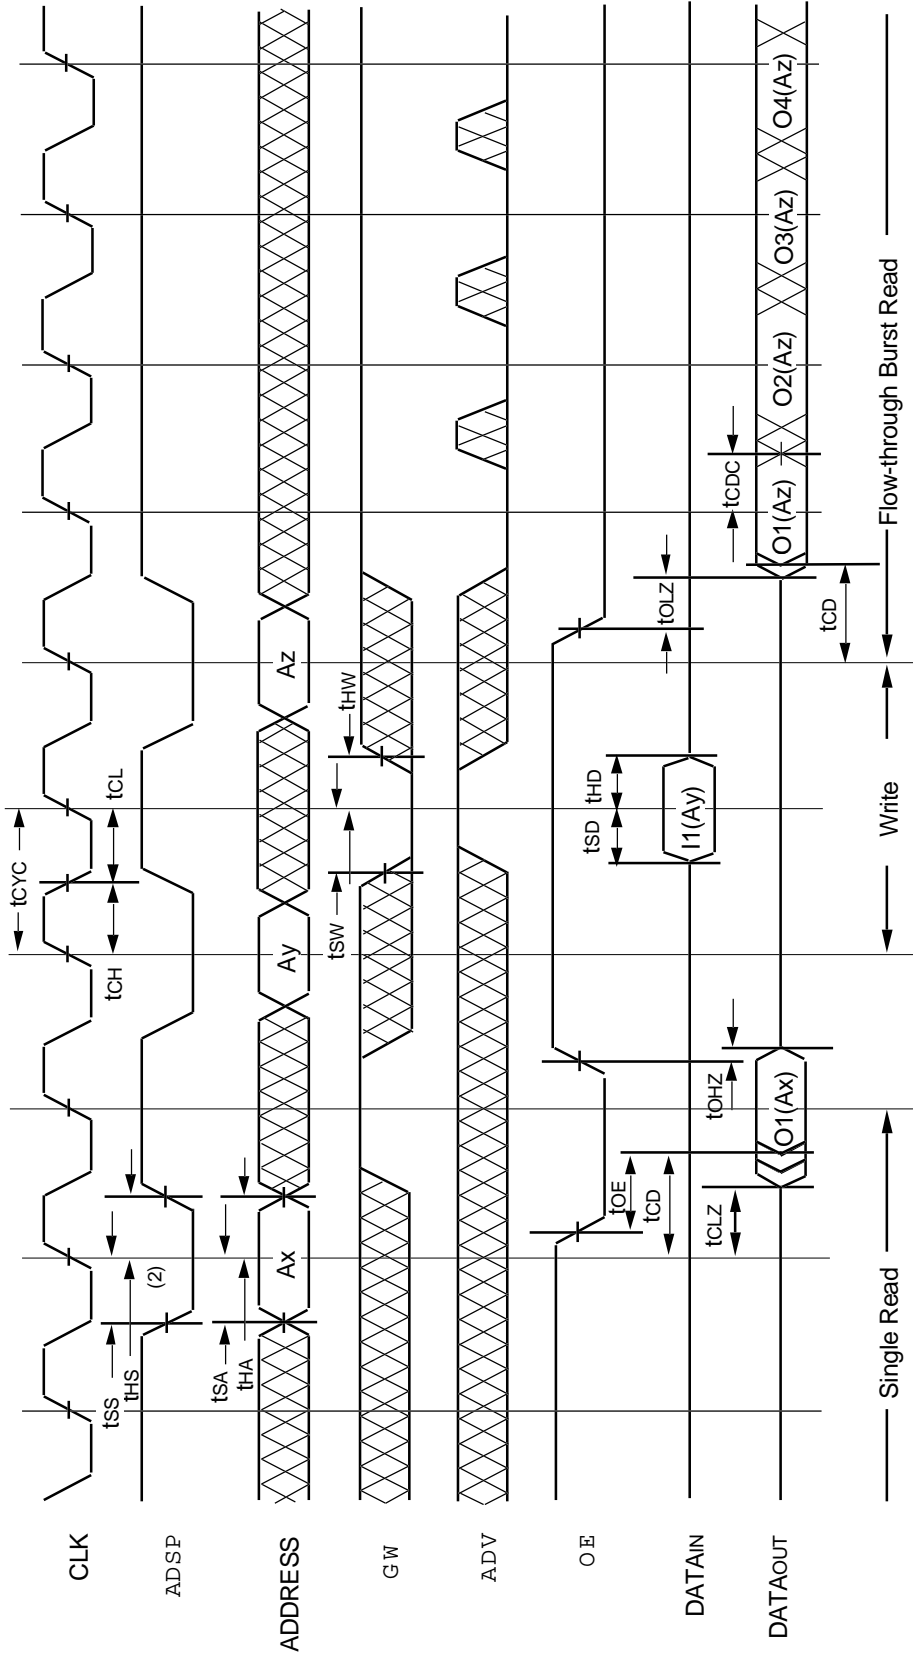 CLK
tSS
tHS
(2)
tCH
tCYC
tCL
ADSP
tSA
tHA
ADDRESS
Ax
Ay
Az
GW
tSW
tHW
ADV
OE
tOE
tCD
tOHZ
tOLZ
DATAIN
tSD
tHD
I1(Ay)
DATAOUT
tCLZ
O1(Ax)
tCD
tCDC
O1(Az)
O2(Az)
O3(Az)
O4(Az)
Single Read
Write
Flow-through Burst Read